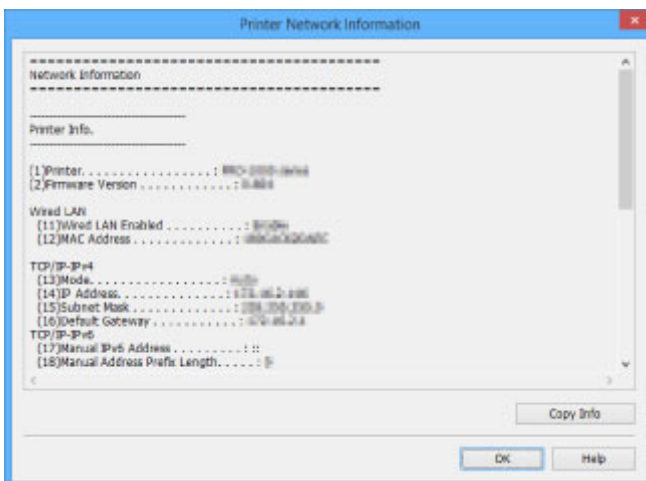 Printer Network Information
========================================
Network Information
========================================
----------------------------
Printer Info.
----------------------------
(1)Printer. . . . . . . . . . . . . . . . . :
(2)Firmware Version . . . . . . . . . . . . :
Wired LAN
(11)Wired LAN Enabled . . . . . . . . . :
(12)MAC Address . . . . . . . . . . . . . :
TCP/IP-IPv4
(13)Mode. . . . . . . . . . . . . . . . . :
(14)IP Address. . . . . . . . . . . . . . :
(15)Subnet Mask . . . . . . . . . . . . . :
(16)Default Gateway . . . . . . . . . . . :
TCP/IP-IPv6
(17)Manual IPv6 Address . . . . . . . . . : ::
(18)Manual Address Prefix Length. . . . . :
Copy Info
OK
Help